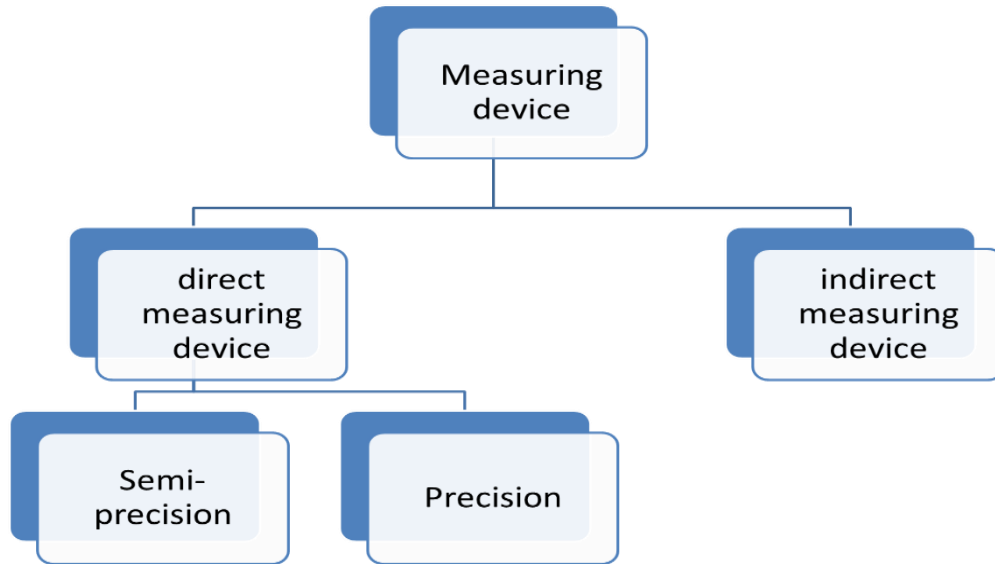 Measuring
device
direct
measuring
device
indirect
measuring
device
Semi-
precision
Precision